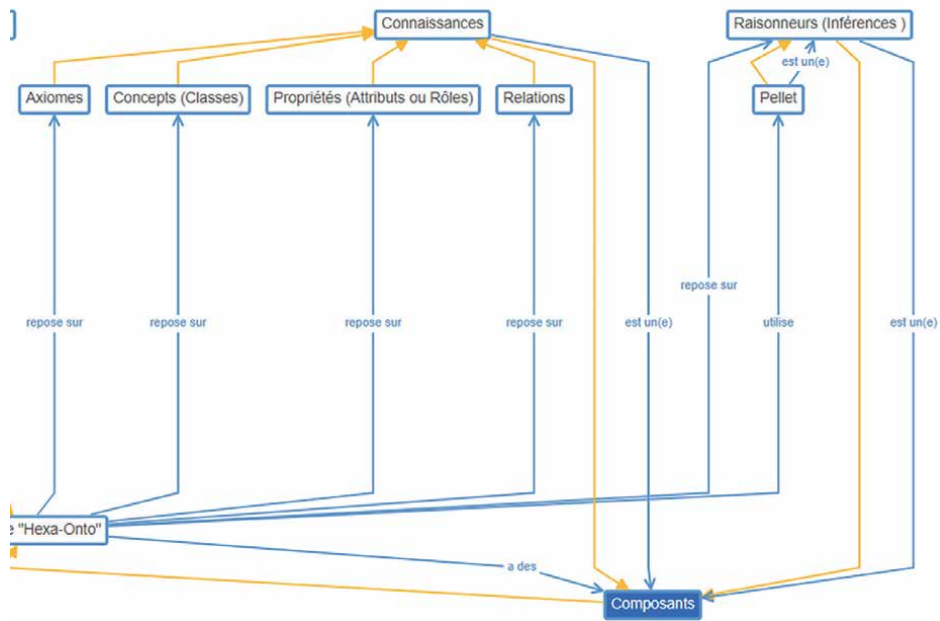 Connaissances
Raisonneurs (Inférences )
est un(e)
Axiomes
Concepts (Classes)
Propriétés (Attributs ou Rôles)
Relations
Pellet
repose sur
repose sur
repose sur
repose sur
repose sur
est un(e)
utilise
est un(e)
e "Hexa-Onto"
a des
Composants